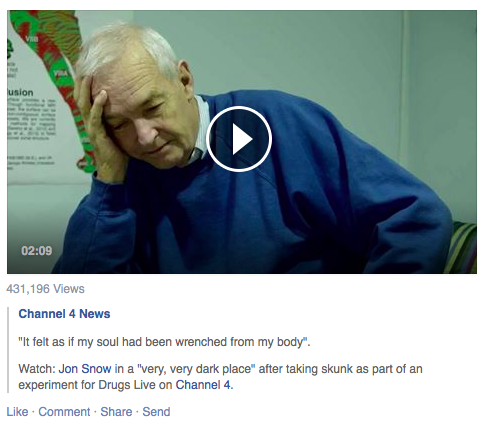 VIIB
VIIIA
usion
02:09
431,196 Views
Channel 4 News
"It felt as if my soul had been wrenched from my body".
Watch: Jon Snow in a "very, very dark place" after taking skunk as part of an
experiment for Drugs Live on Channel 4.
Like · Comment · Share · Send